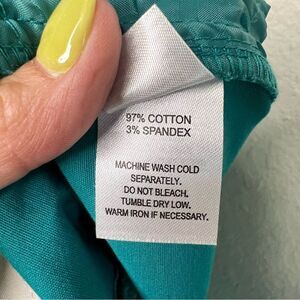 97% COTTON
3% SPANDEX
MACHINE WASH COLD
SEPARATELY.
DO NOT BLEACH.
TUMBLE DRY LOW.
WARM IRON IF NECESSARY.